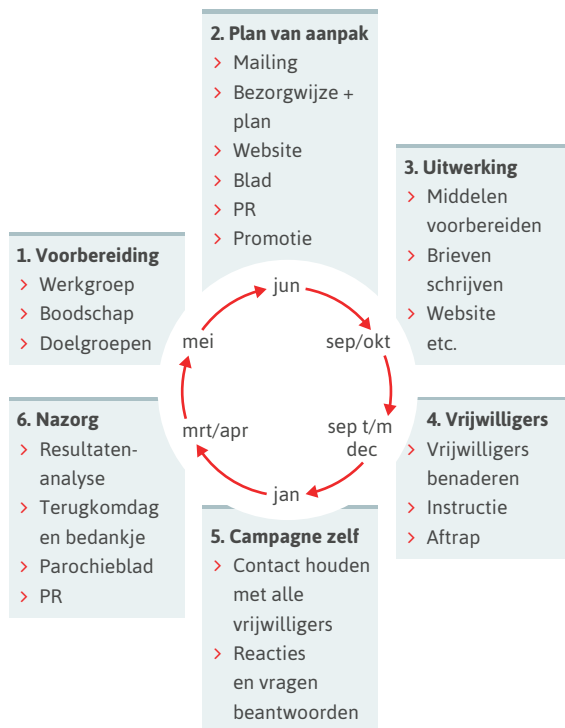 1. Voorbereiding
> Werkgroep
> Boodschap
> Doelgroepen
2. Plan van aanpak
> Mailing
> Bezorgwijze +
plan
> Website
> Blad
> PR
> Promotie
3. Uitwerking
> Middelen
voorbereiden
> Brieven
schrijven
> Website
etc.
4. Vrijwilligers
> Vrijwilligers
benaderen
> Instructie
> Aftrap
5. Campagne zelf
> Contact houden
met alle
vrijwilligers
> Reacties
en vragen
beantwoorden
6. Nazorg
> Resultaten-
analyse
> Terugkomdag
en bedankje
> Parochieblad
> PR
mei
jun
sep/okt
sep t/m
dec
jan
mrt/apr